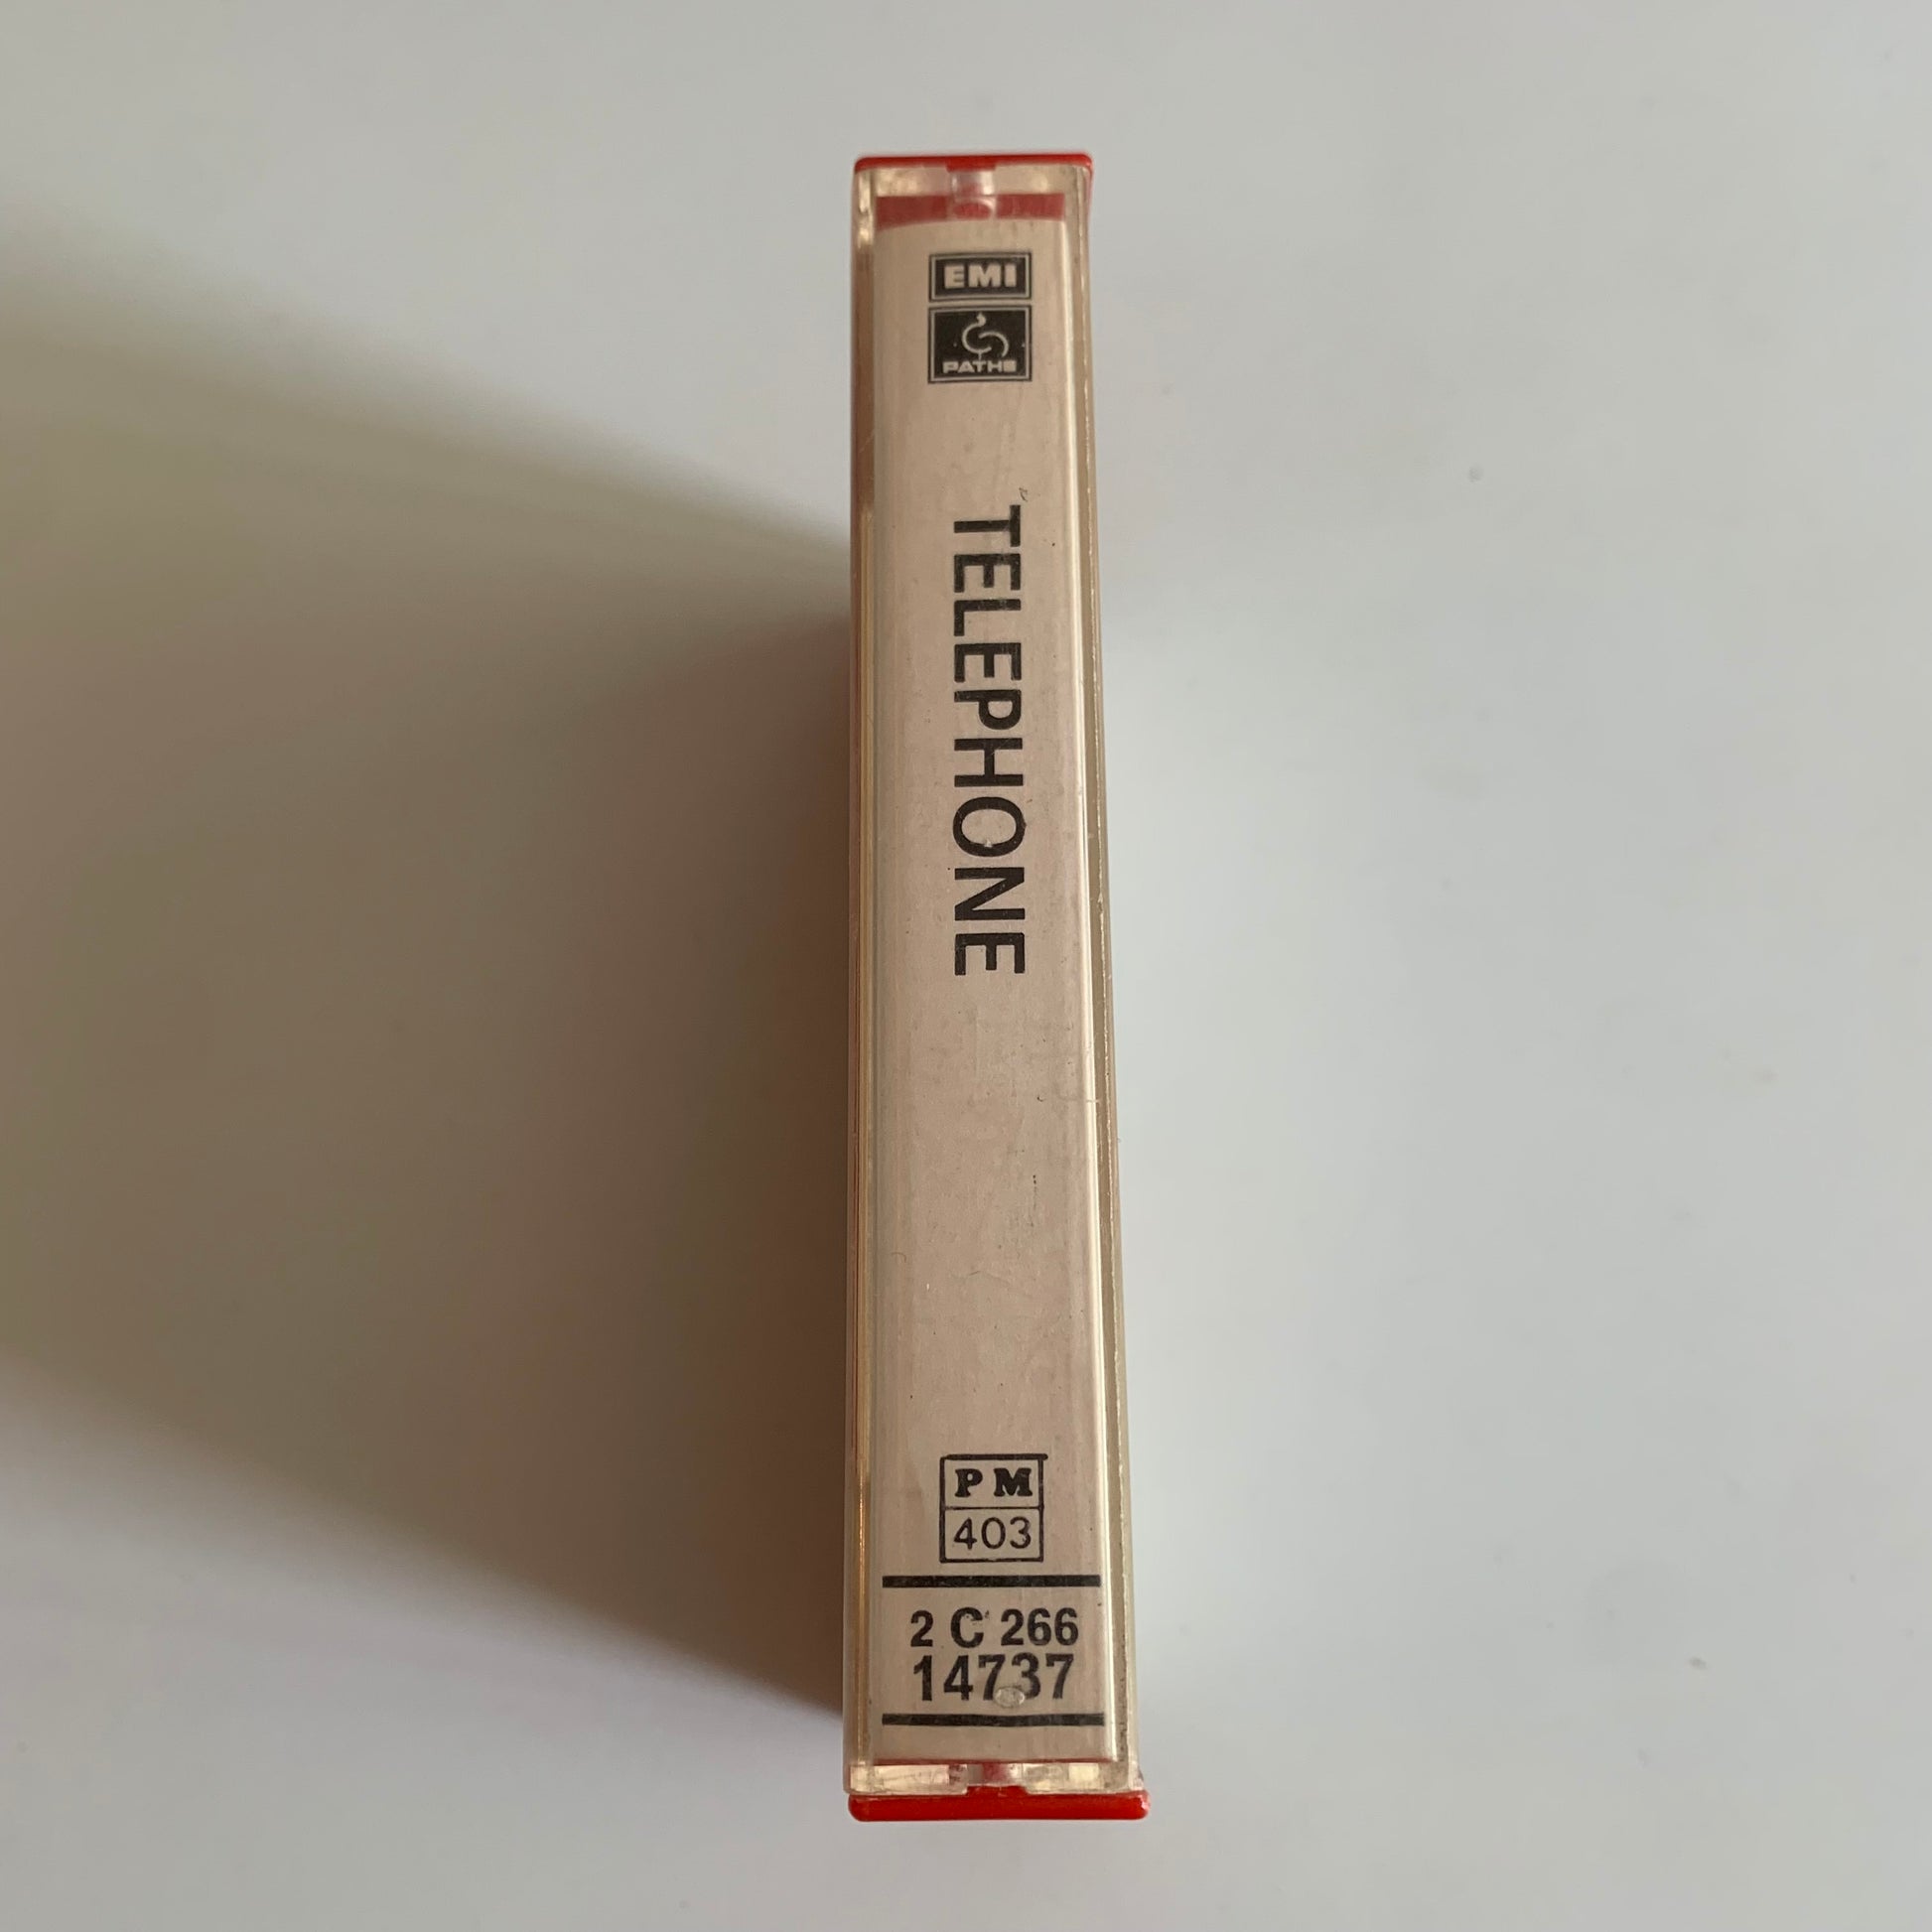 EMI
PATHE
TELEPHONE
PM
403
2 C 266
14737